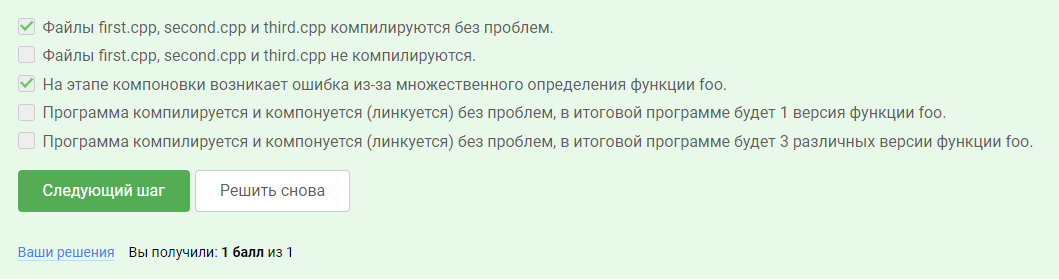 Файлы first.cpp, second.cpp и third.cpp компилируются без проблем.
Файлы first.cpp, second.cpp и third.cpp не компилируются.
На этапе компоновки возникает ошибка из-за множественного определения функции foo.
Программа компилируется и компонуется (линкуется) без проблем, в итоговой программе будет 1 версия функции foo.
Программа компилируется и компонуется (линкуется) без проблем, в итоговой программе будет 3 различных версии функции foo.
Следующий шаг Решить снова
Ваши решения Вы получили: 1 балл из 1